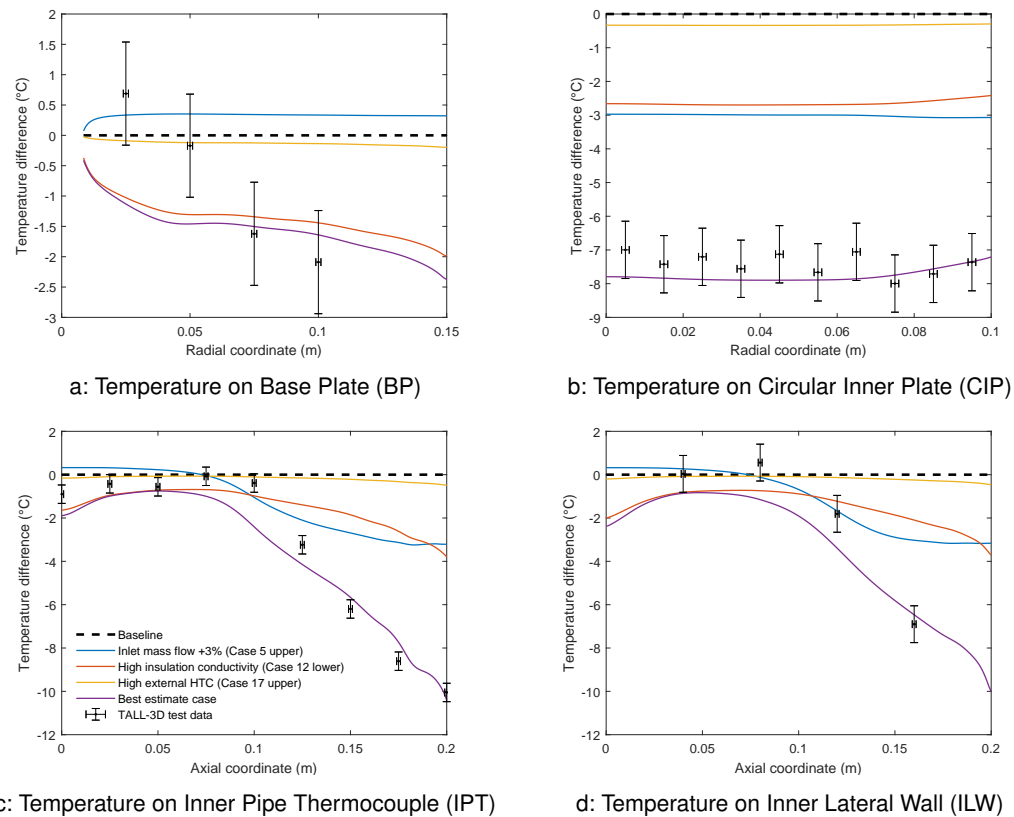 2
1.5
1
0.5
0
-0.5
-1
-1.5
-2
-2.5
-3
Temperature difference (°C)
0 0.05 0.1 0.15
Radial coordinate (m)
a: Temperature on Base Plate (BP)
0
-1
-2
-3
-4
-5
-6
-7
-8
-9
Temperature difference (°C)
0 0.02 0.04 0.06 0.08 0.1
Radial coordinate (m)
b: Temperature on Circular Inner Plate (CIP)
2
0
-2
-4
-6
-8
-10
-12
Temperature difference (°C)
Baseline
Inlet mass flow +3% (Case 5 upper)
High insulation conductivity (Case 12 lower)
High external HTC (Case 17 upper)
Best estimate case
TALL-3D test data
0 0.05 0.1 0.15 0.2
Axial coordinate (m)
c: Temperature on Inner Pipe Thermocouple (IPT)
2
0
-2
-4
-6
-8
-10
-12
Temperature difference (°C)
0 0.05 0.1 0.15 0.2
Axial coordinate (m)
d: Temperature on Inner Lateral Wall (ILW)